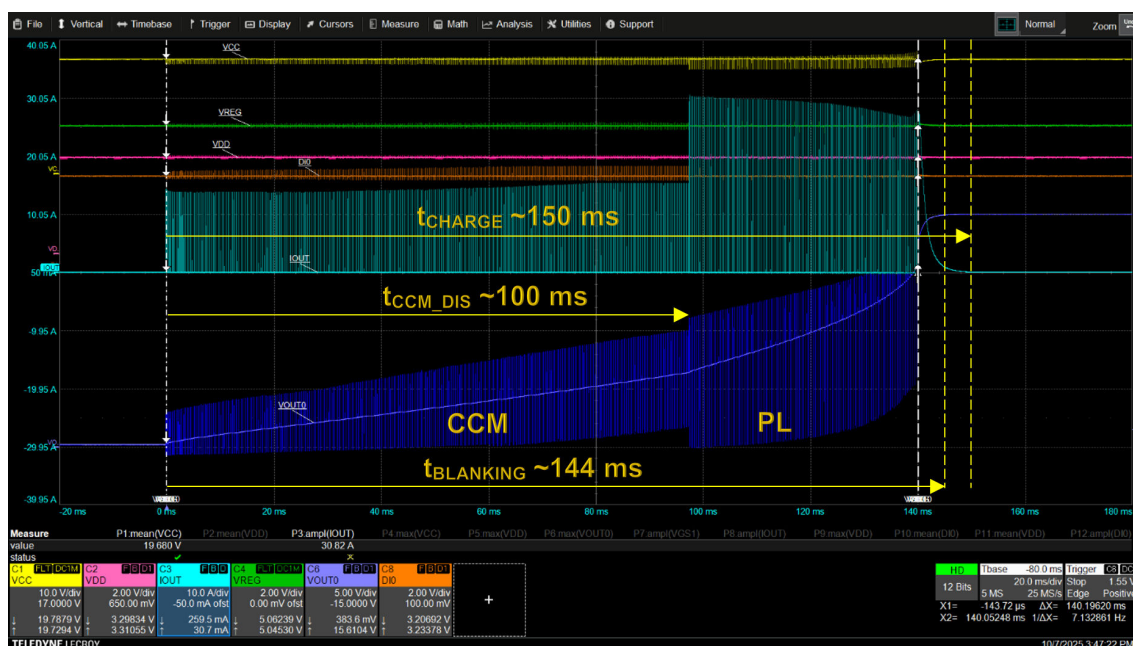 File Vertical Timebase Trigger Display Cursors Measure Math Analysis Utilities Support Normal Zoom
40.05 A
VCC
30.05 A
VREG
20.05 A
VDD
DI0
10.05 A
tCHARGE ~150 ms
IOUT
IOUT
50 mA
tCCM_DIS ~100 ms
-9.95 A
-19.95 A
VOUT0
CCM PL
-29.95 A
tBLANKING ~144 ms
-39.95 A
-20 ms 0 ms 20 ms 40 ms 60 ms 80 ms 100 ms 120 ms 140 ms 160 ms 180 ms
Measure P1:mean(VCC) P2:mean(VDD) P3:ampl(IOUT) P4:max(VCC) P5:max(VDD) P6:max(VOUT0) P7:ampl(VGS1) P8:ampl(IOUT) P9:max(VDD) P10:mean(DI0) P11:mean(VDD) P12:ampl(DI0)
value 19.680 V 30.82 A
status
C1 FLT DC1M C2 F B D1 C3 F B D C4 FLT DC1M C6 F B D1 C8 F B D1
VCC VDD IOUT VREG VOUT0 DI0
10.0 V/div 2.00 V/div 10.0 A/div 2.00 V/div 5.00 V/div 2.00 V/div
17.0000 V 650.00 mV -50.0 mA ofst 0.00 mV ofst -15.0000 V 100.00 mV
19.7879 V 3.29834 V 259.5 mA 5.06239 V 383.6 mV 3.20692 V
19.7294 V 3.31055 V 30.7 mA 5.04530 V 15.6104 V 3.23378 V
+
HD Tbase -80.0 ms Trigger C8 DC
12 Bits 20.0 ms/div Stop 1.55 V
5 MS 25 MS/s Edge Positive
X1= -143.72 µs ΔX= 140.19620 ms
X2= 140.05248 ms 1/ΔX= 7.132861 Hz
TELEDYNE LECROY 10/7/2025 3:47:22 PM